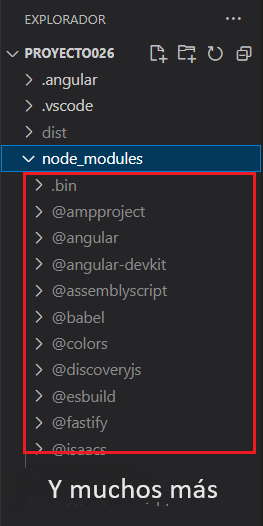 EXPLORADOR
PROYECTO026
.angular
.vscode
dist
node_modules
.bin
@ampproject
@angular
@angular-devkit
@assemblyscript
@babel
@colors
@discoveryjs
@esbuild
@fastify
@isaacs
Y muchos más